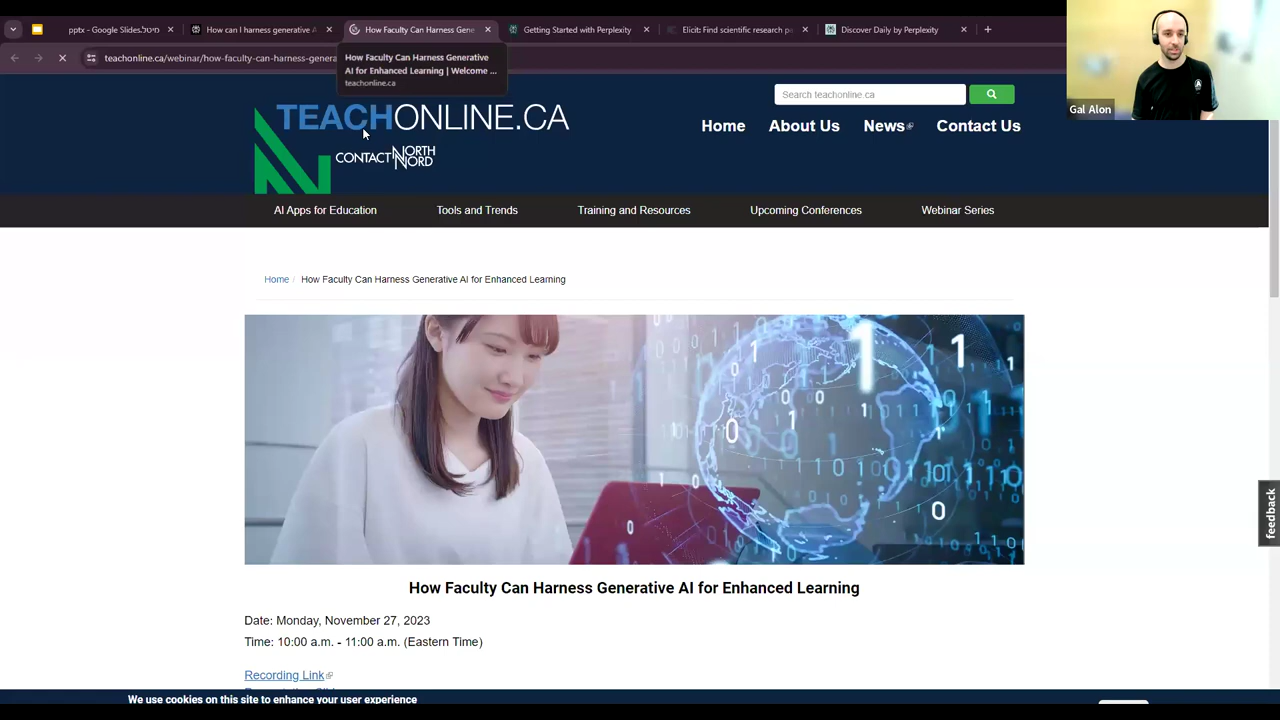 פיסול.pptx - Google Slides
How can I harness generative A
How Faculty Can Harness Gene
Getting Started with Perplexity
Elicit: Find scientific research pa
Discover Daily by Perplexity
teachonline.ca/webinar/how-faculty-can-harness-genera
How Faculty Can Harness Generative
AI for Enhanced Learning | Welcome ...
teachonline.ca
Gal Alon
TEACHONLINE.CA
CONTACT NORTH
NORD
Search teachonline.ca
Home
About Us
News
Contact Us
AI Apps for Education
Tools and Trends
Training and Resources
Upcoming Conferences
Webinar Series
Home / How Faculty Can Harness Generative AI for Enhanced Learning
feedback
How Faculty Can Harness Generative AI for Enhanced Learning
Date: Monday, November 27, 2023
Time: 10:00 a.m. - 11:00 a.m. (Eastern Time)
Recording Link
We use cookies on this site to enhance your user experience